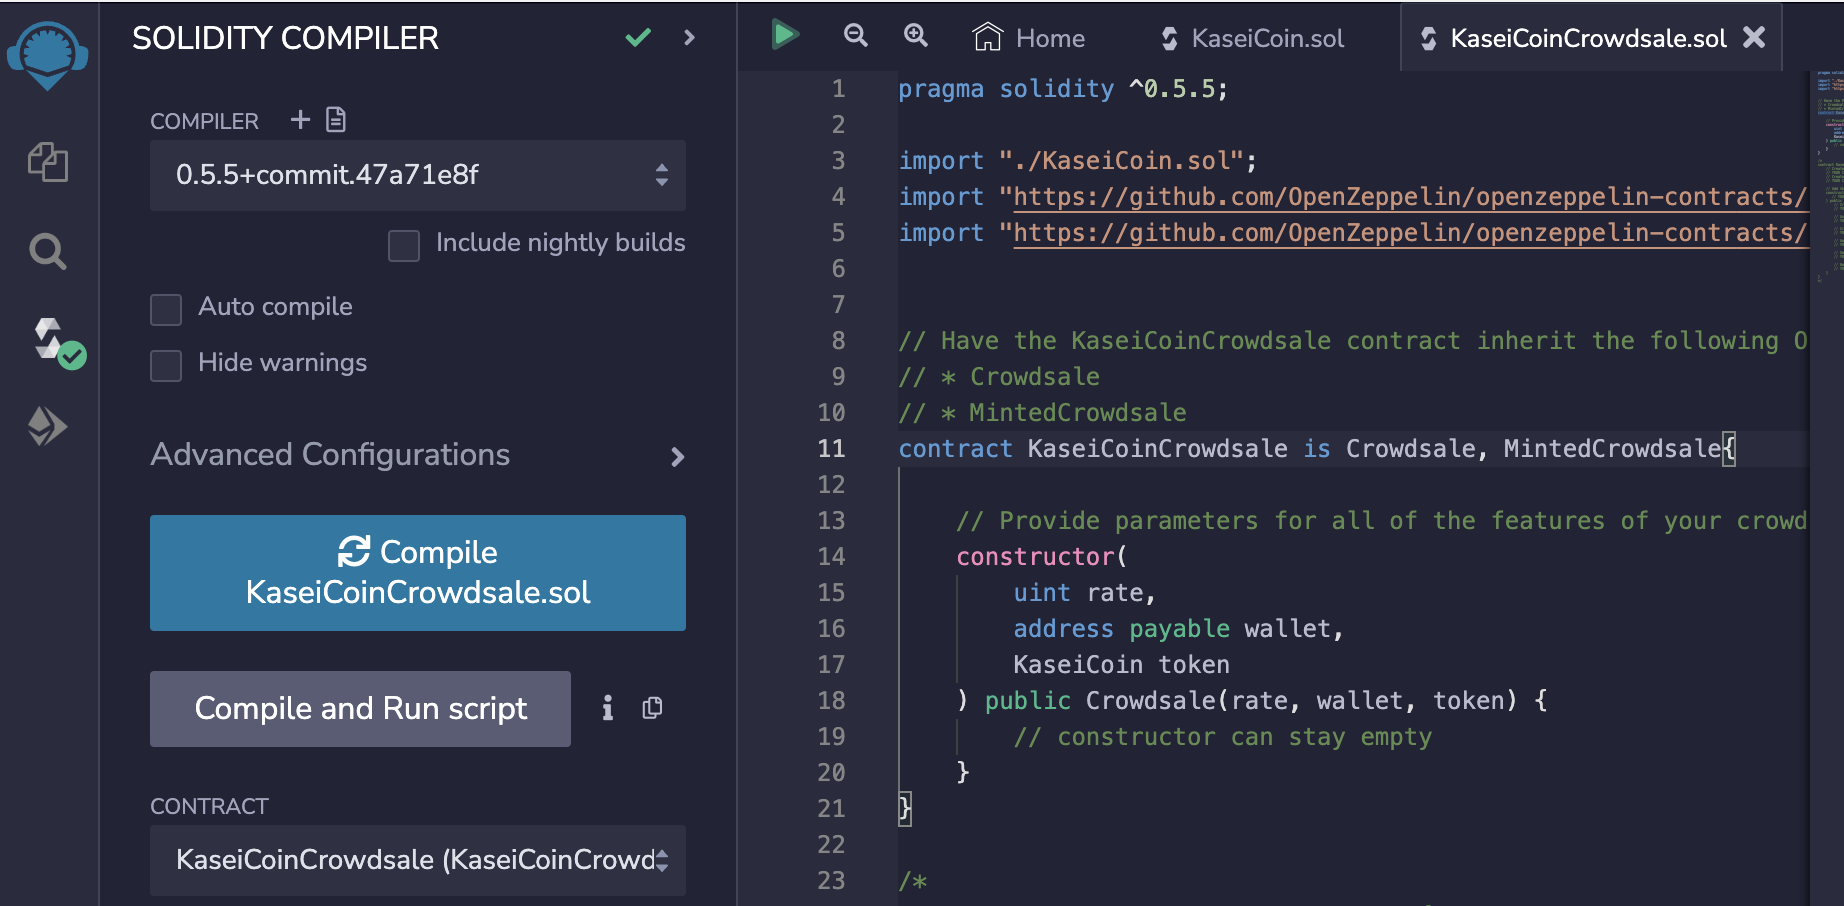 SOLIDITY COMPILER
COMPILER
0.5.5+commit.47a71e8f
Include nightly builds
Auto compile
Hide warnings
Advanced Configurations
Compile
KaseiCoinCrowdsale.sol
Compile and Run script
CONTRACT
KaseiCoinCrowdsale (KaseiCoinCrowd
Home KaseiCoin.sol KaseiCoinCrowdsale.sol
1 pragma solidity ^0.5.5;
2
3 import "./KaseiCoin.sol";
4 import "https://github.com/OpenZeppelin/openzeppelin-contracts/
5 import "https://github.com/OpenZeppelin/openzeppelin-contracts/
6
7
8 // Have the KaseiCoinCrowdsale contract inherit the following O
9 // * Crowdsale
10 // * MintedCrowdsale
11 contract KaseiCoinCrowdsale is Crowdsale, MintedCrowdsale{
12
13 // Provide parameters for all of the features of your crowd
14 constructor(
15 uint rate,
16 address payable wallet,
17 KaseiCoin token
18 ) public Crowdsale(rate, wallet, token) {
19 // constructor can stay empty
20 }
21 }
22
23 /*